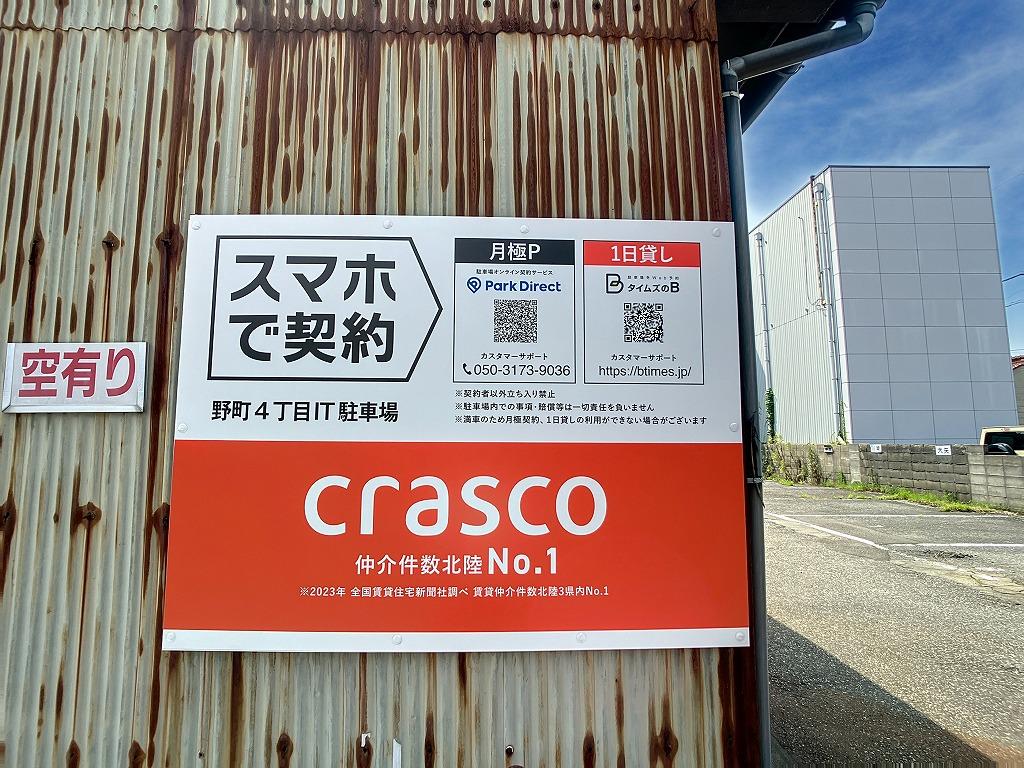 空有り
スマホ
で契約
野町4丁目IT駐車場
月極P
駐車場オンライン契約サービス
Park Direct
カスタマーサポート
050-3173-9036
1日貸し
駐車場をWeb予約
タイムズのB
カスタマーサポート
https://btimes.jp/
※契約者以外立ち入り禁止
※駐車場内での事項・賠償等は一切責任を負いません
※満車のため月極契約、1日貸しの利用ができない場合がございます
crasco
仲介件数北陸No.1
※2023年 全国賃貸住宅新聞社調べ 賃貸仲介件数北陸3県内No.1